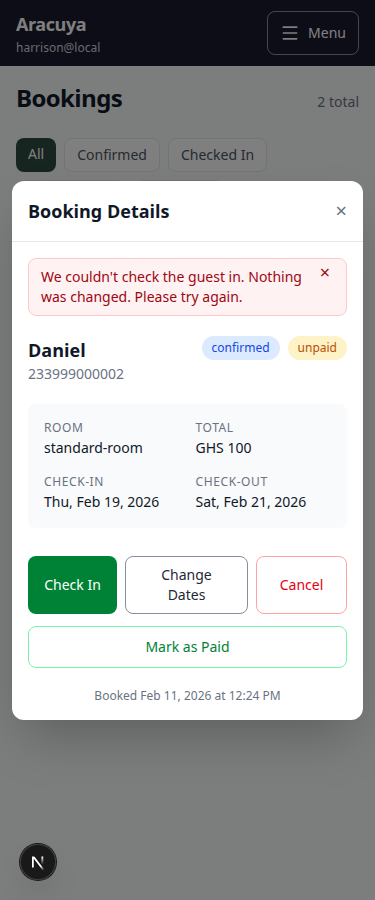 Aracuya
harrison@local
Menu
Bookings
2 total
All
Confirmed
Checked In
Booking Details
×
We couldn't check the guest in. Nothing
was changed. Please try again.
✕
Daniel
confirmed
unpaid
233999000002
ROOM
TOTAL
standard-room
GHS 100
CHECK-IN
CHECK-OUT
Thu, Feb 19, 2026
Sat, Feb 21, 2026
Check In
Change
Dates
Cancel
Mark as Paid
Booked Feb 11, 2026 at 12:24 PM
N